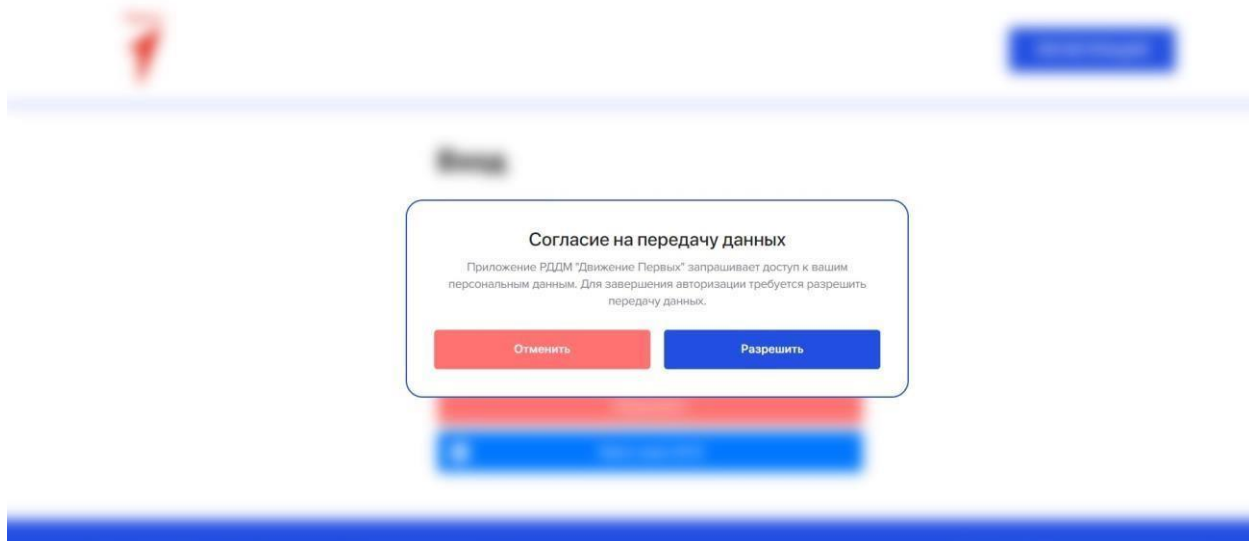 Вход
Согласие на передачу данных
Приложение РДДМ "Движение Первых" запрашивает доступ к вашим
персональным данным. Для завершения авторизации требуется разрешить
передачу данных.
Отменить
Разрешить